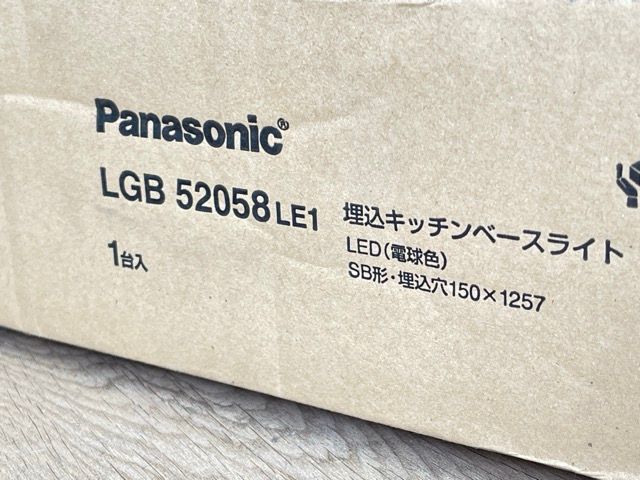 Panasonic®
LGB 52058 LE1
1台入
埋込キッチンベースライト
LED(電球色)
SB形・埋込穴150×1257